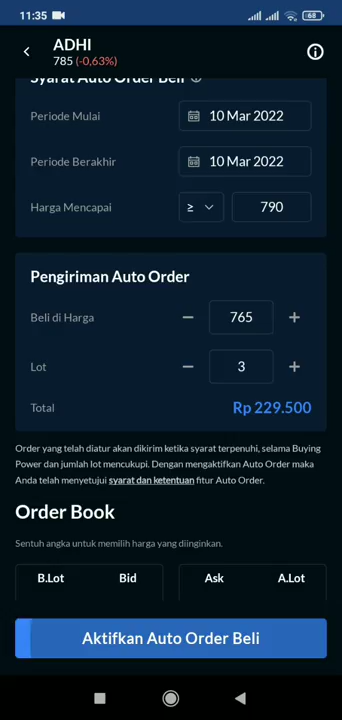 11:35
68
ADHI
785 (-0,63%)
Syarat Auto Order Beli
Periode Mulai
10 Mar 2022
Periode Berakhir
10 Mar 2022
Harga Mencapai
≥
790
Pengiriman Auto Order
Beli di Harga
− 765 +
Lot
− 3 +
Total
Rp 229.500
Order yang telah diatur akan dikirim ketika syarat terpenuhi, selama Buying
Power dan jumlah lot mencukupi. Dengan mengaktifkan Auto Order maka
Anda telah menyetujui syarat dan ketentuan fitur Auto Order.
Order Book
Sentuh angka untuk memilih harga yang diinginkan.
B.Lot Bid Ask A.Lot
Aktifkan Auto Order Beli